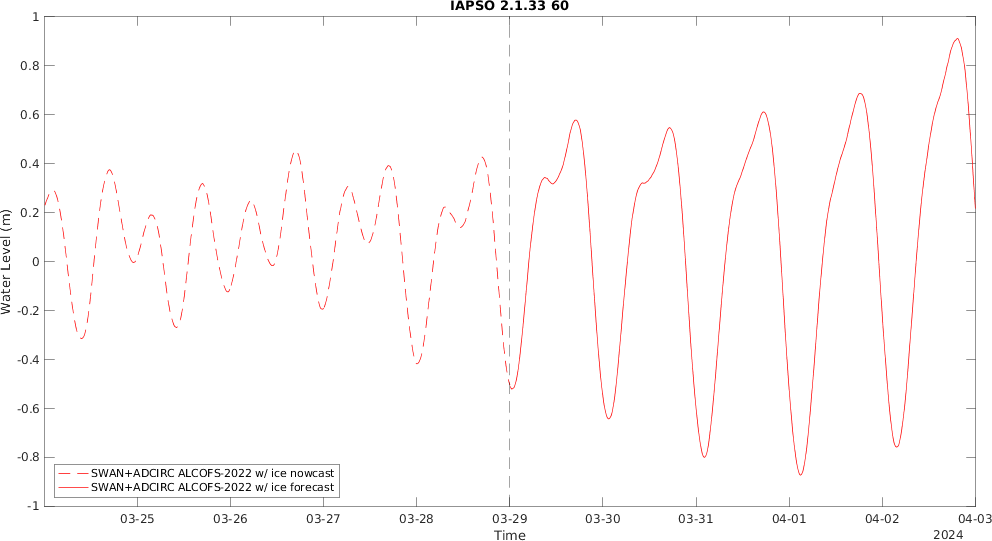 IAPSO 2.1.33 60
Water Level (m)
1
0.8
0.6
0.4
0.2
0
-0.2
-0.4
-0.6
-0.8
-1
SWAN+ADCIRC ALCOFS-2022 w/ ice nowcast
SWAN+ADCIRC ALCOFS-2022 w/ ice forecast
03-25 03-26 03-27 03-28 03-29 03-30 03-31 04-01 04-02 04-03
Time
2024